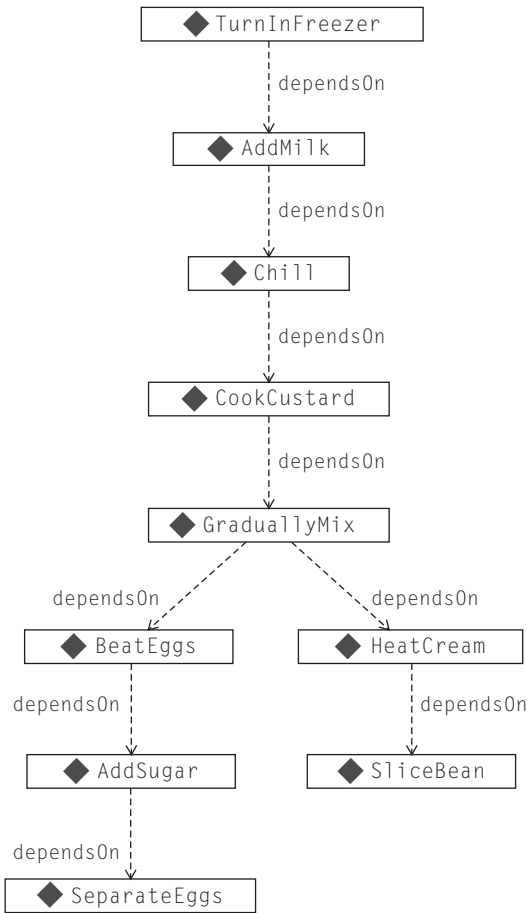 TurnInFreezer
dependsOn
AddMilk
dependsOn
Chill
dependsOn
CookCustard
dependsOn
GraduallyMix
dependsOn
dependsOn
BeatEggs
HeatCream
dependsOn
dependsOn
AddSugar
SliceBean
dependsOn
SeparateEggs